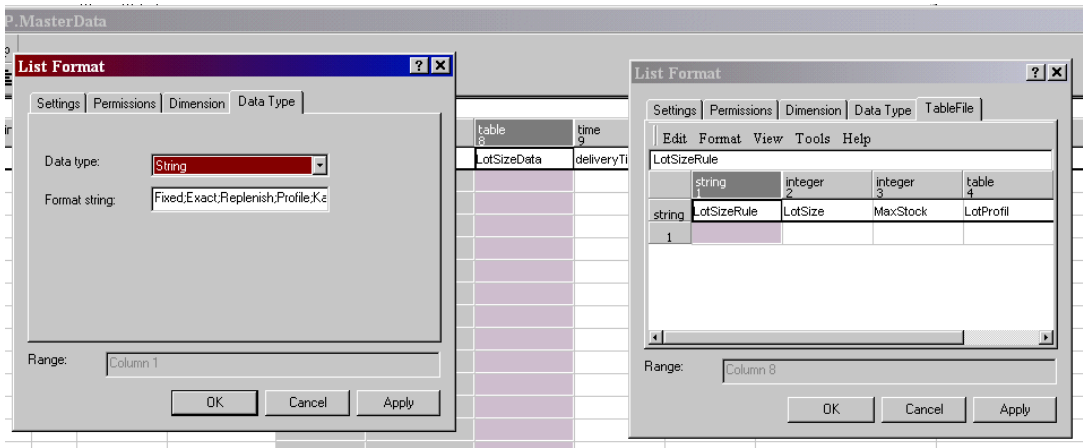 P.MasterData
List Format
Settings Permissions Dimension Data Type
Data type: String
Format string: Fixed;Exact;Replenish;Profile;Ka
Range: Column 1
OK Cancel Apply
table time
8 9
LotSizeData deliveryTi
List Format
Settings Permissions Dimension Data Type TableFile
Edit Format View Tools Help
LotSizeRule
string integer integer table
1 2 3 4
string LotSizeRule LotSize MaxStock LotProfil
1
Range: Column 8
OK Cancel Apply